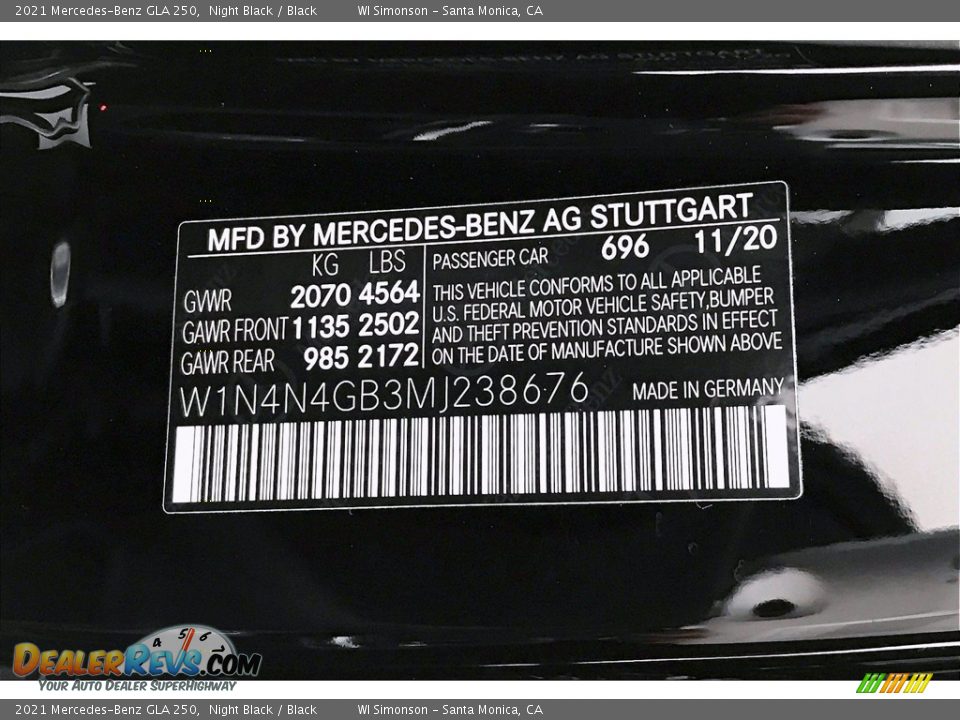 2021 Mercedes-Benz GLA 250, Night Black / Black WI Simonson - Santa Monica, CA
MFD BY MERCEDES-BENZ AG STUTTGART
KG LBS
GVWR 2070 4564
GAWR FRONT 1135 2502
GAWR REAR 985 2172
PASSENGER CAR 696 11/20
THIS VEHICLE CONFORMS TO ALL APPLICABLE
U.S. FEDERAL MOTOR VEHICLE SAFETY,BUMPER
AND THEFT PREVENTION STANDARDS IN EFFECT
ON THE DATE OF MANUFACTURE SHOWN ABOVE
W1N4N4GB3MJ238676 MADE IN GERMANY
4 5 6
DEALERREVS.COM
YOUR AUTO DEALER SUPERHIGHWAY
2021 Mercedes-Benz GLA 250, Night Black / Black WI Simonson - Santa Monica, CA